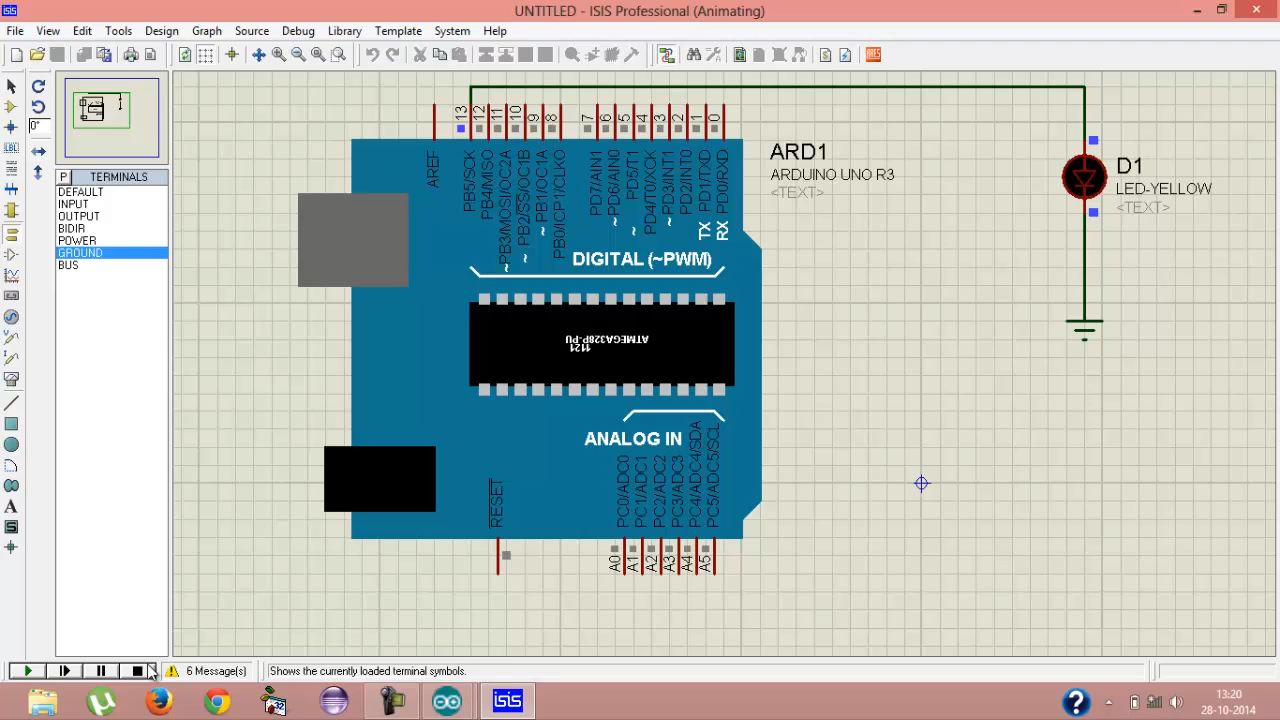 UNTITLED - ISIS Professional (Animating)
File View Edit Tools Design Graph Source Debug Library Template System Help
ARES
0°
LBL
P TERMINALS
DEFAULT
INPUT
OUTPUT
BIDIR
POWER
GROUND
BUS
A
S
13 12 11 10 9 8 7 6 5 4 3 2 1 0
AREF
PB5/SCK
PB4/MISO
~PB3/MOSI/OC2A
~ PB2/SS/OC1B
~ PB1/OC1A
PB0/ICP1/CLKO
PD7/AIN1
~ PD6/AIN0
~ PD5/T1
PD4/T0/XCK
~ PD3/INT1
PD2/INT0
TX PD1/TXD
RX PD0/RXD
DIGITAL (~PWM)
ARD1
ARDUINO UNO R3
<TEXT>
D1
LED-YELLOW
<TEXT>
ATMEGA328P-PU
1121
ANALOG IN
RESET
PC0/ADC0
PC1/ADC1
PC2/ADC2
PC3/ADC3
PC4/ADC4/SDA
PC5/ADC5/SCL
A0 A1 A2 A3 A4 A5
6 Message(s) Shows the currently loaded terminal symbols.
isis
13:20
28-10-2014